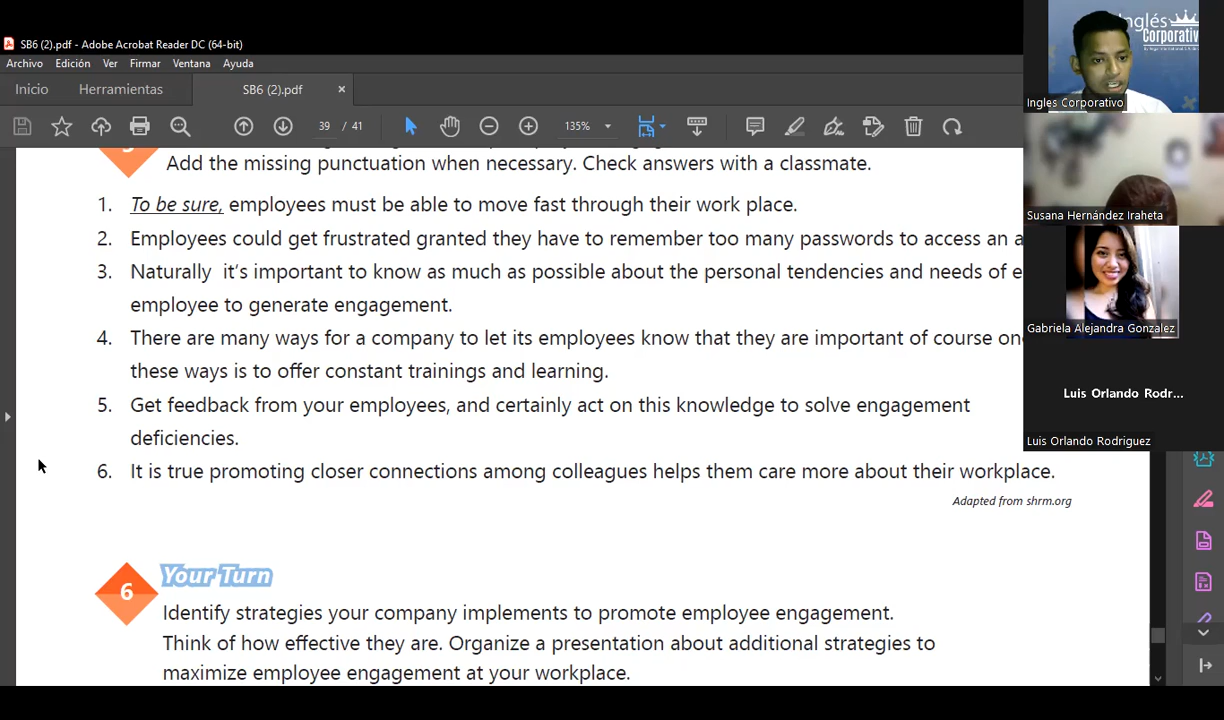 SB6 (2).pdf - Adobe Acrobat Reader DC (64-bit)
Archivo Edición Ver Firmar Ventana Ayuda
Inicio Herramientas SB6 (2).pdf ×
39 / 41 135%
Add the missing punctuation when necessary. Check answers with a classmate.
1. To be sure, employees must be able to move fast through their work place.
2. Employees could get frustrated granted they have to remember too many passwords to access an
3. Naturally it's important to know as much as possible about the personal tendencies and needs of
employee to generate engagement.
4. There are many ways for a company to let its employees know that they are important of course
these ways is to offer constant trainings and learning.
5. Get feedback from your employees, and certainly act on this knowledge to solve engagement
deficiencies.
6. It is true promoting closer connections among colleagues helps them care more about their workplace.
Adapted from shrm.org
6 Your Turn
Identify strategies your company implements to promote employee engagement.
Think of how effective they are. Organize a presentation about additional strategies to
maximize employee engagement at your workplace.
Inglés
Corporativ
Ingles Corporativo
Susana Hernández Iraheta
Gabriela Alejandra Gonzalez
Luis Orlando Rodr...
Luis Orlando Rodriguez